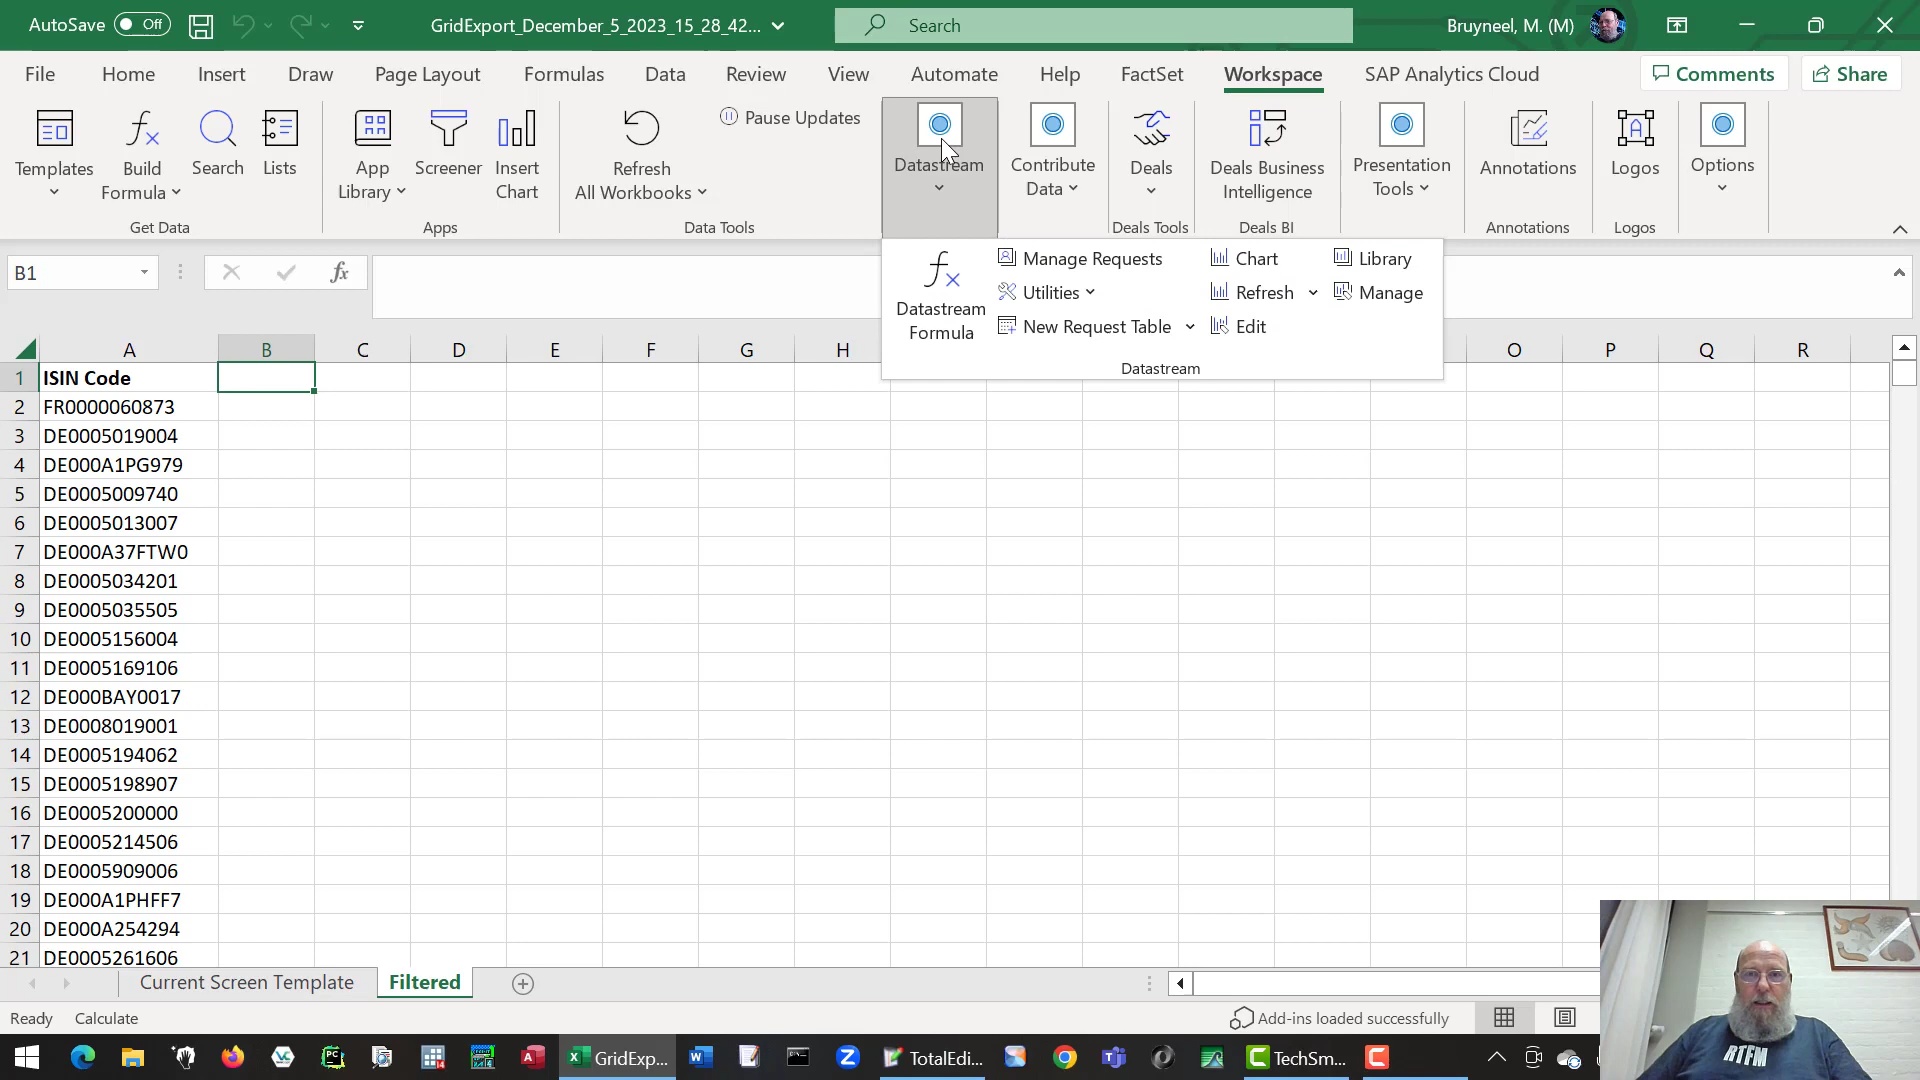 AutoSave Off GridExport_December_5_2023_15_28_42... Search Bruyneel, M. (M)
File Home Insert Draw Page Layout Formulas Data Review View Automate Help FactSet Workspace SAP Analytics Cloud Comments Share
Templates
Build
Formula
Search
Lists
Get Data
App
Library
Screener
Insert
Chart
Apps
Refresh
All Workbooks
Pause Updates
Data Tools
Datastream
Contribute
Data
Deals
Deals Tools
Deals Business
Intelligence
Deals BI
Presentation
Tools
Annotations
Annotations
Logos
Logos
Options
Datastream
Formula
Manage Requests
Utilities
New Request Table
Chart
Refresh
Edit
Library
Manage
Datastream
B1
fx
A B C D E F G H O P Q R
1 ISIN Code
2 FR0000060873
3 DE0005019004
4 DE000A1PG979
5 DE0005009740
6 DE0005013007
7 DE000A37FTW0
8 DE0005034201
9 DE0005035505
10 DE0005156004
11 DE0005169106
12 DE000BAY0017
13 DE0008019001
14 DE0005194062
15 DE0005198907
16 DE0005200000
17 DE0005214506
18 DE0005909006
19 DE000A1PHFF7
20 DE000A254294
21 DE0005261606
Current Screen Template Filtered
Ready Calculate Add-ins loaded successfully
GridExp... TotalEdi... TechSm...
RTFM